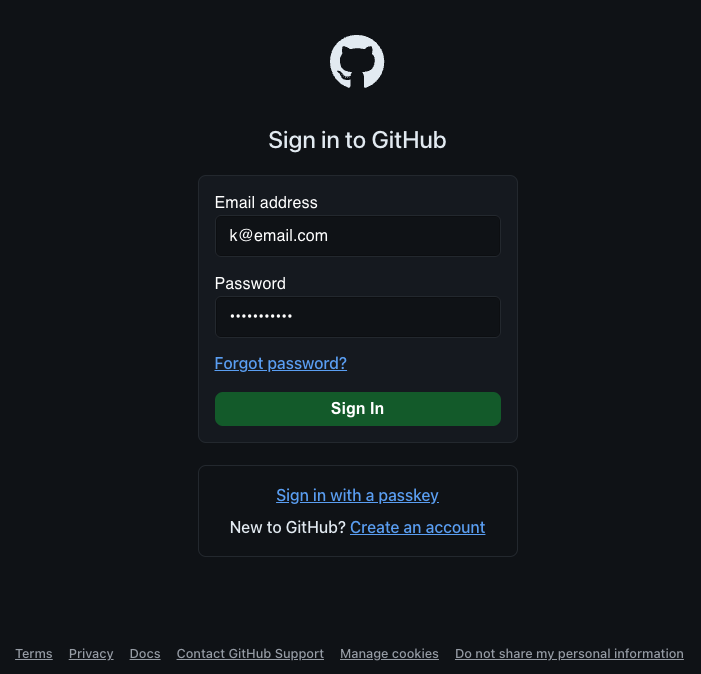 Sign in to GitHub
Email address
k@email.com
Password
•••••••••••
Forgot password?
Sign In
Sign in with a passkey
New to GitHub? Create an account
Terms Privacy Docs Contact GitHub Support Manage cookies Do not share my personal information